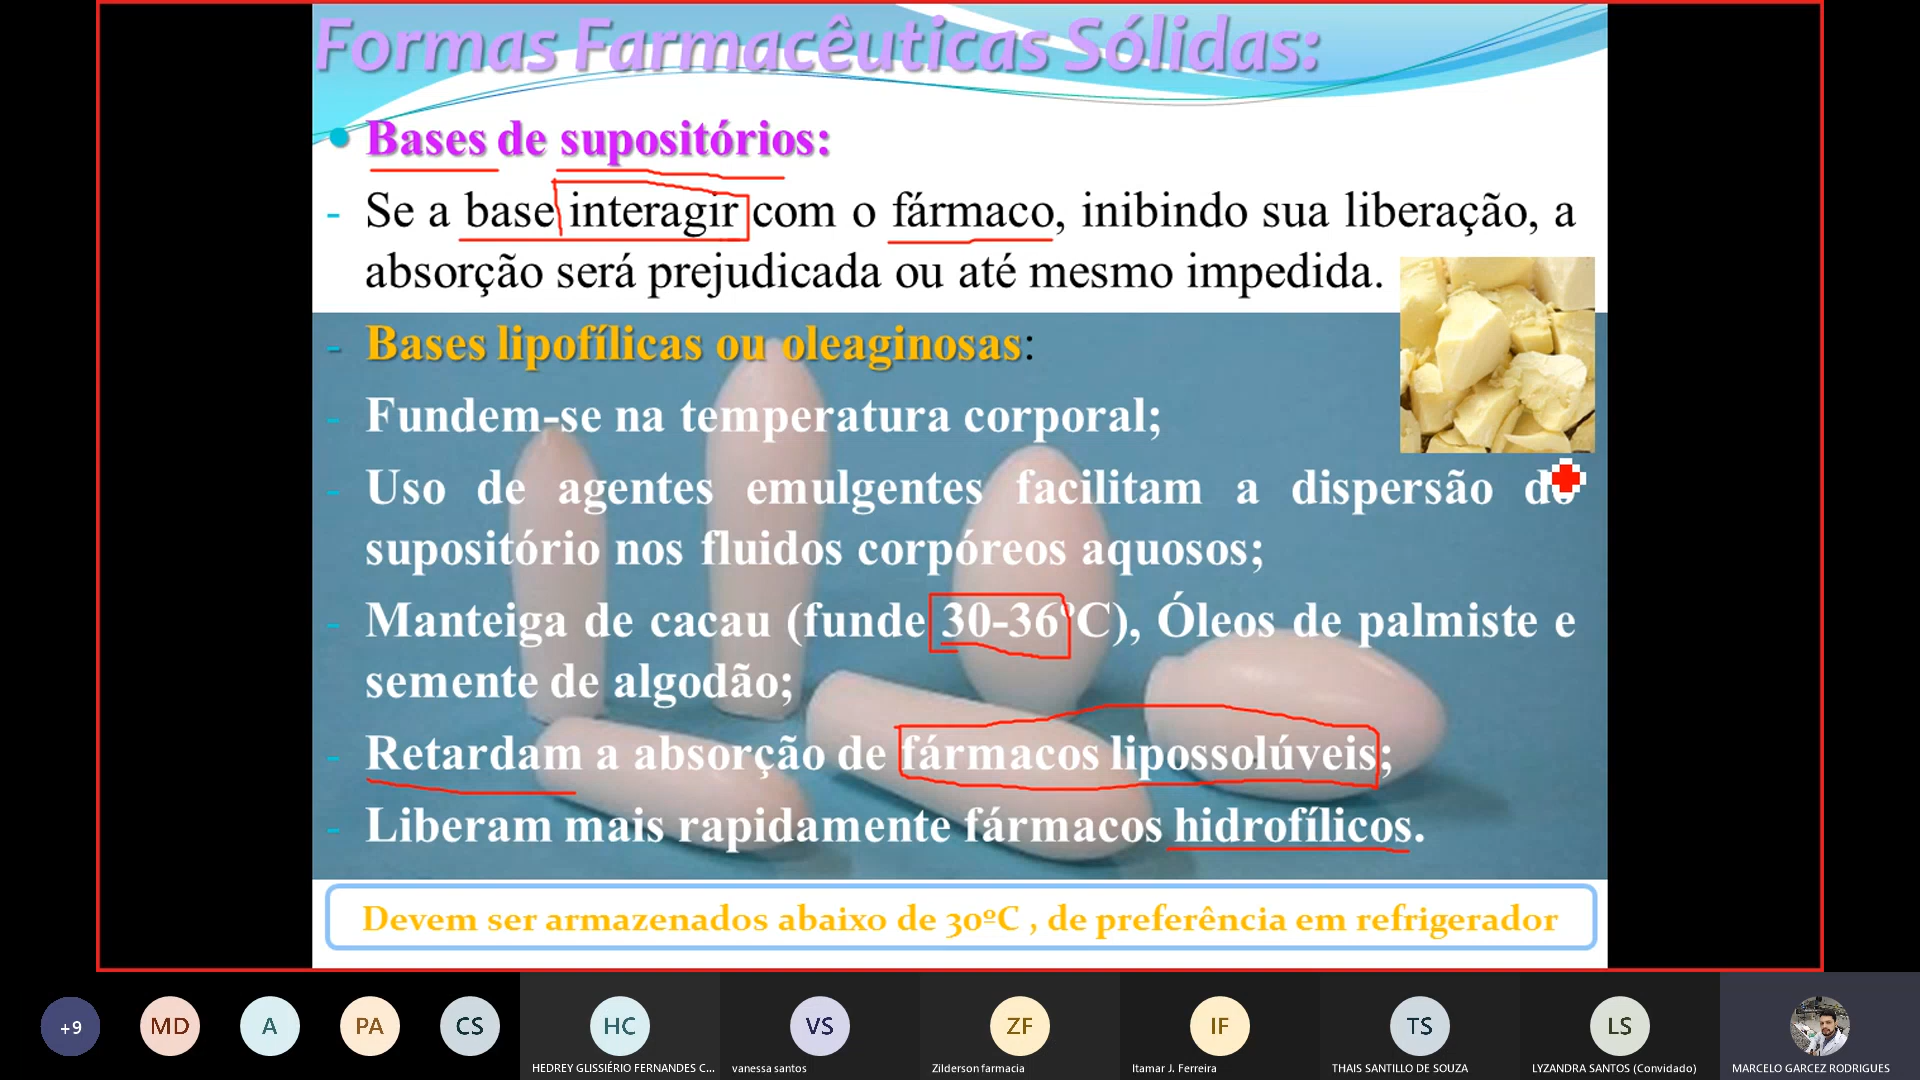 Formas Farmacêuticas Sólidas:
• Bases de supositórios:
- Se a base interagir com o fármaco, inibindo sua liberação, a
absorção será prejudicada ou até mesmo impedida.
- Bases lipofílicas ou oleaginosas:
- Fundem-se na temperatura corporal;
- Uso de agentes emulgentes facilitam a dispersão do
supositório nos fluidos corpóreos aquosos;
- Manteiga de cacau (funde 30-36ºC), Óleos de palmiste e
semente de algodão;
- Retardam a absorção de fármacos lipossolúveis;
- Liberam mais rapidamente fármacos hidrofílicos.
Devem ser armazenados abaixo de 30ºC , de preferência em refrigerador
+9 MD A PA CS HC VS ZF IF TS LS
HEDREY GLISSIÉRIO FERNANDES C... vanessa santos Zilderson farmacia Itamar J. Ferreira THAIS SANTILLO DE SOUZA LYZANDRA SANTOS (Convidado) MARCELO GARCEZ RODRIGUES